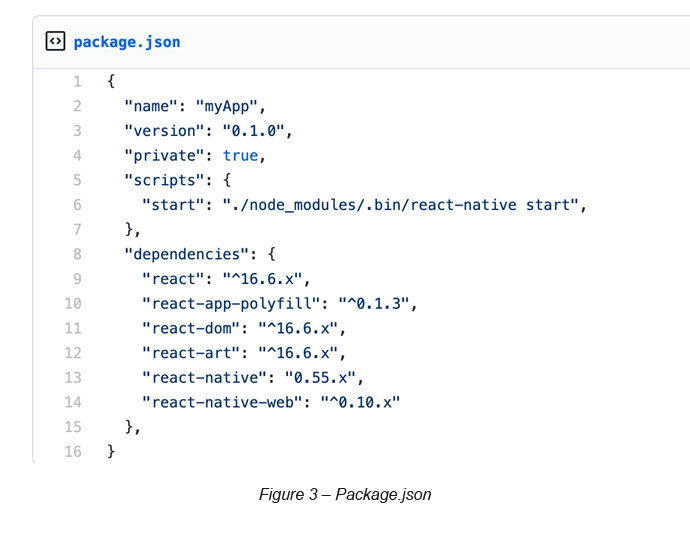 package.json
1 {
2 "name": "myApp",
3 "version": "0.1.0",
4 "private": true,
5 "scripts": {
6 "start": "./node_modules/.bin/react-native start",
7 },
8 "dependencies": {
9 "react": "^16.6.x",
10 "react-app-polyfill": "^0.1.3",
11 "react-dom": "^16.6.x",
12 "react-art": "^16.6.x",
13 "react-native": "0.55.x",
14 "react-native-web": "^0.10.x"
15 },
16 }
Figure 3 – Package.json